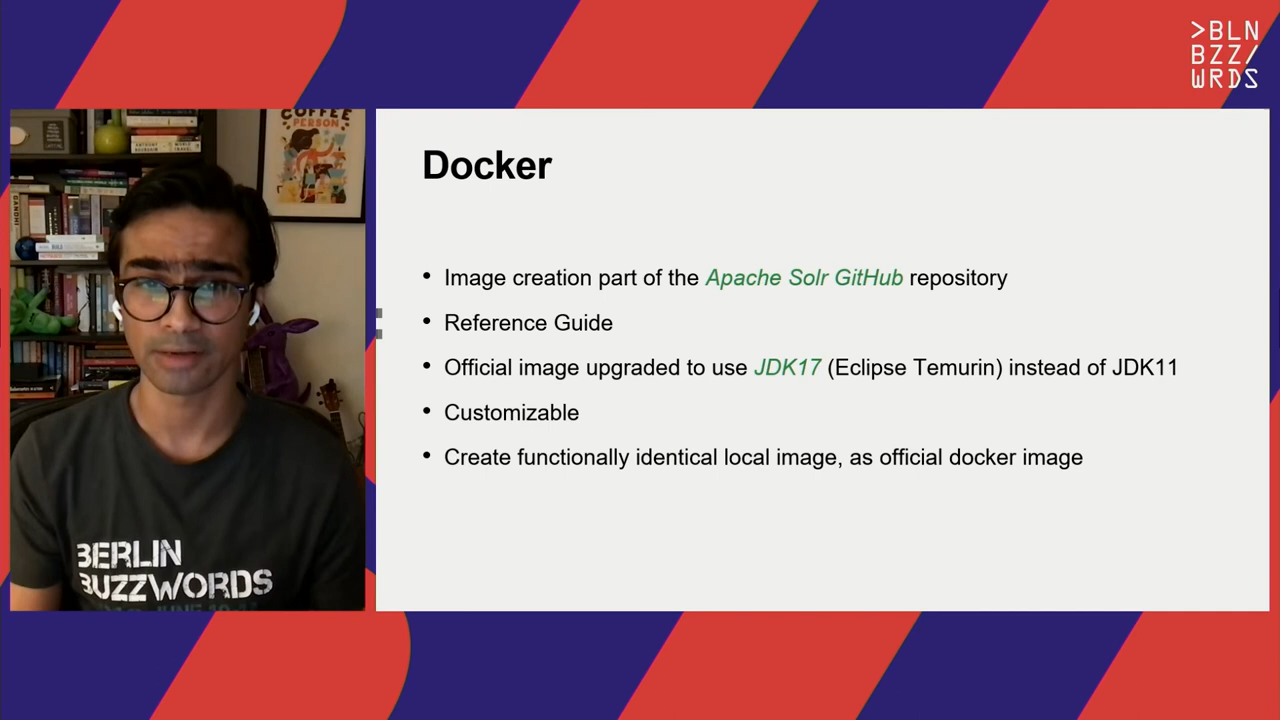 >BLN
BZZ/
WRDS
COFFEE
PERSON
GANDHI
Docker
• Image creation part of the Apache Solr GitHub repository
• Reference Guide
• Official image upgraded to use JDK17 (Eclipse Temurin) instead of JDK11
• Customizable
• Create functionally identical local image, as official docker image
BERLIN
BUZZWORDS